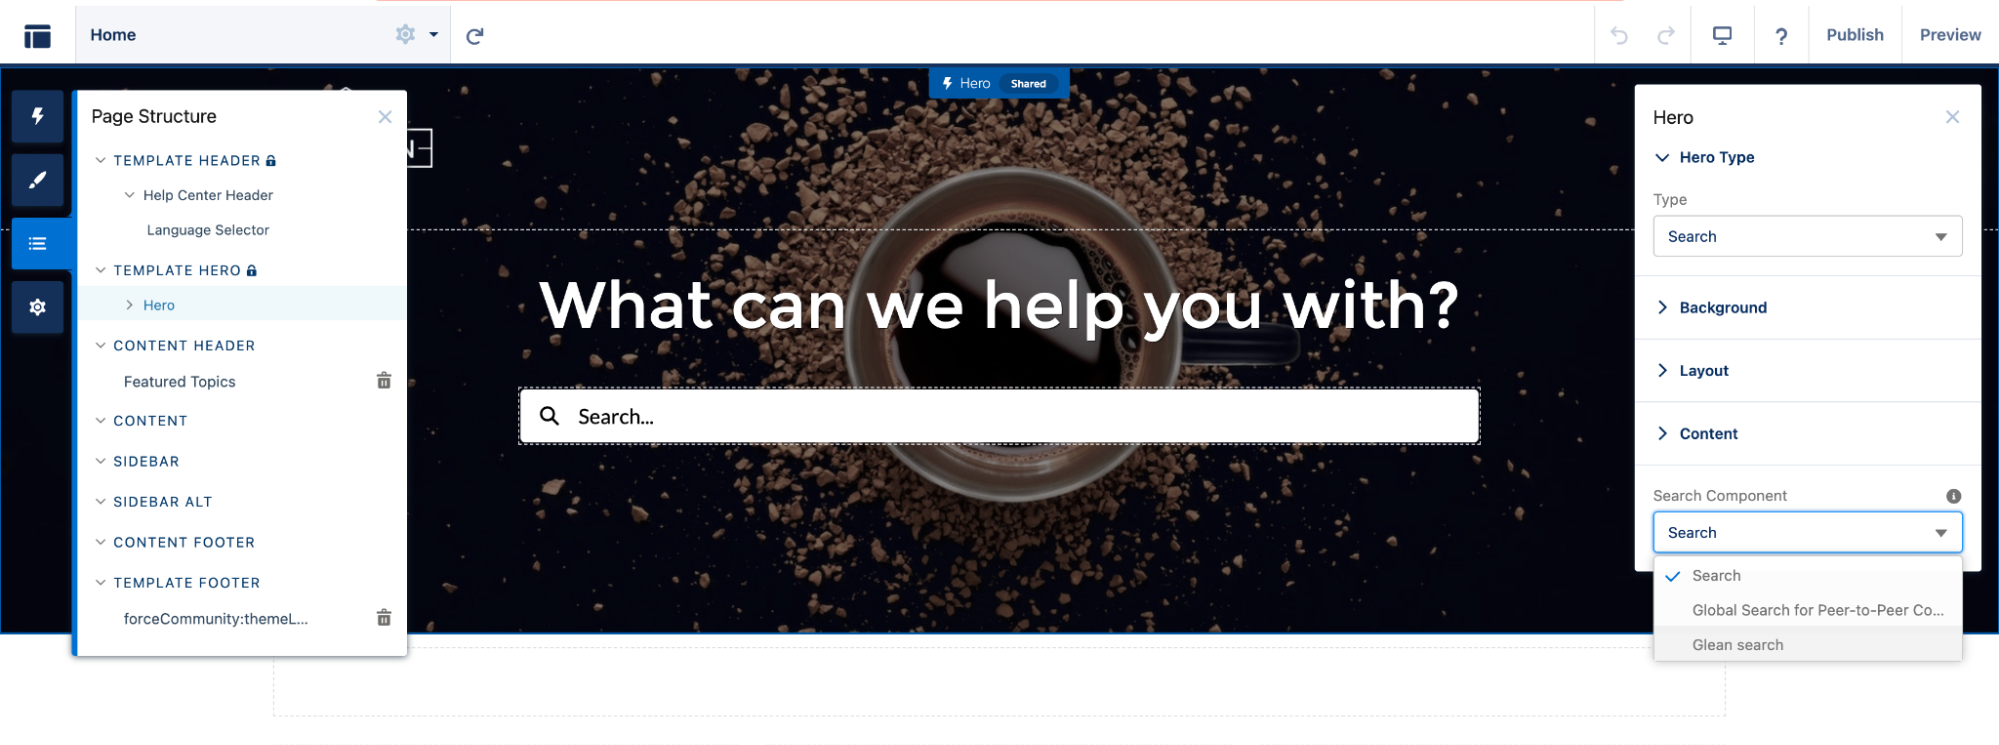 Home
?
Publish
Preview
Hero Shared
Page Structure
TEMPLATE HEADER
Help Center Header
Language Selector
TEMPLATE HERO
Hero
CONTENT HEADER
Featured Topics
CONTENT
SIDEBAR
SIDEBAR ALT
CONTENT FOOTER
TEMPLATE FOOTER
forceCommunity:themeL...
N
What can we help you with?
Search...
Hero
Hero Type
Type
Search
Background
Layout
Content
Search Component
Search
Search
Global Search for Peer-to-Peer Co...
Glean search